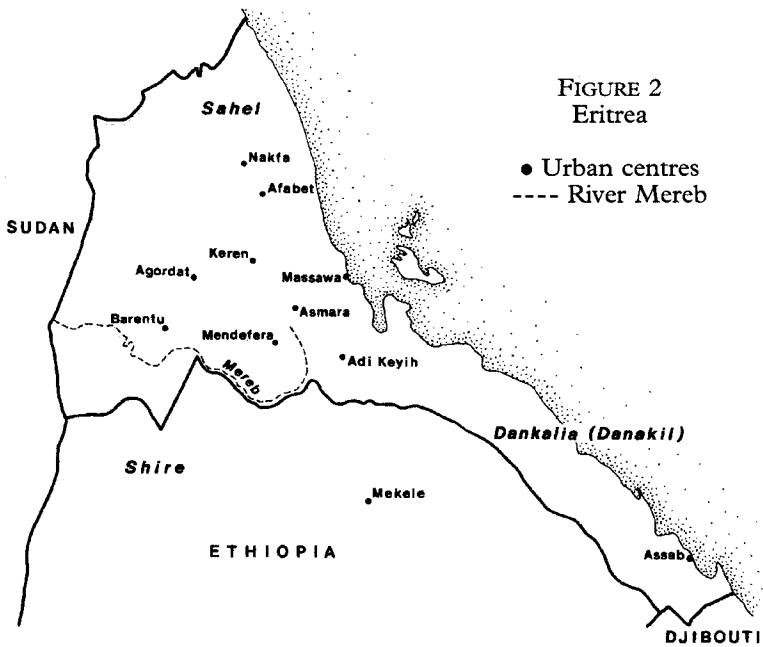 FIGURE 2
Eritrea
Urban centres
River Mereb
Sahel
Nakfa
Afabet
SUDAN
Keren
Agordat
Massawa
Asmara
Barentu
Mendefera
Adi Keyih
Mereb
Dankalia (Danakil)
Shire
Mekele
ETHIOPIA
Assab
DJIBOUTI